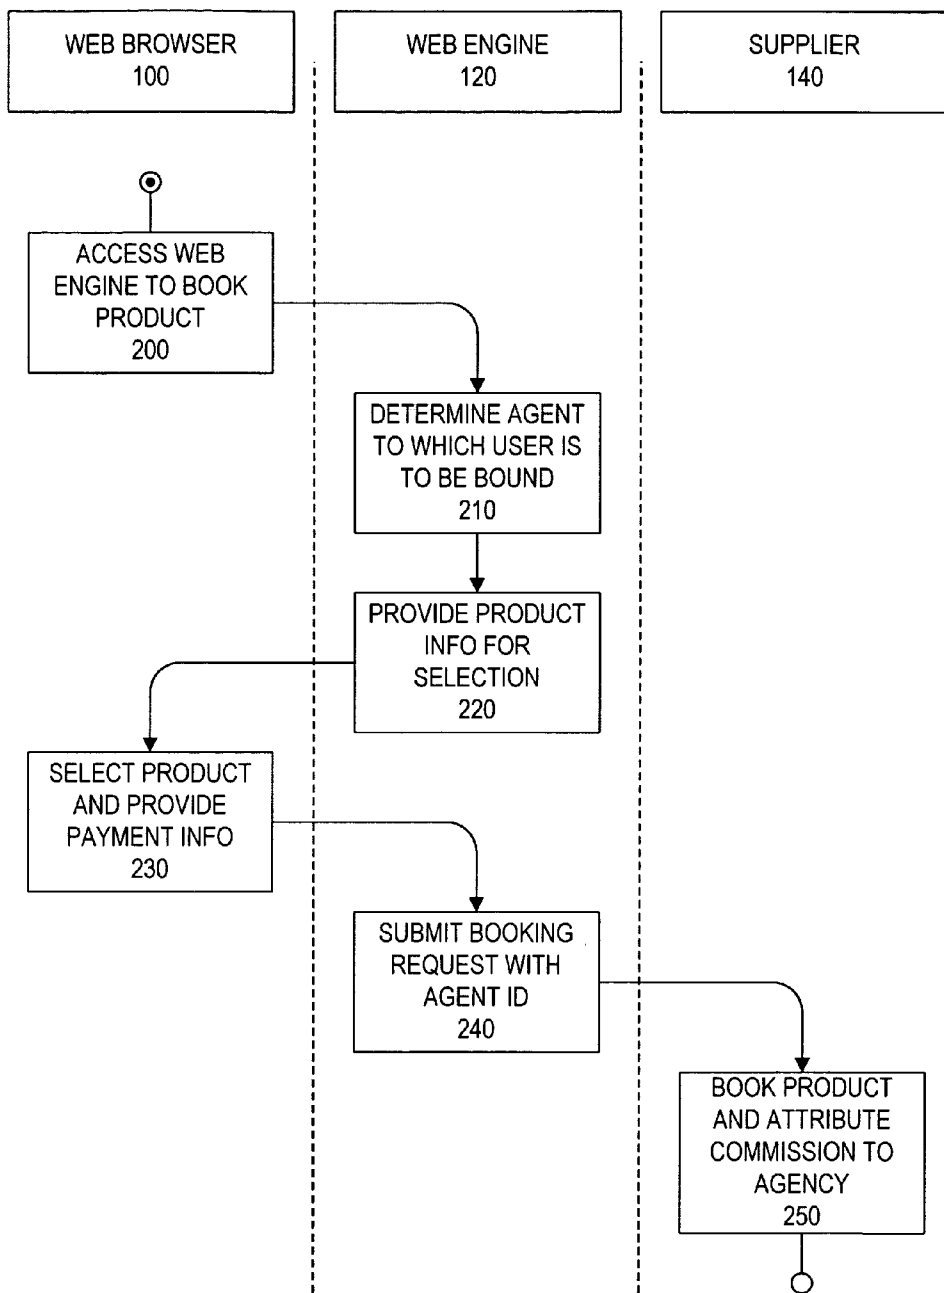 WEB BROWSER
100
WEB ENGINE
120
SUPPLIER
140
ACCESS WEB
ENGINE TO BOOK
PRODUCT
200
DETERMINE AGENT
TO WHICH USER IS
TO BE BOUND
210
PROVIDE PRODUCT
INFO FOR
SELECTION
220
SELECT PRODUCT
AND PROVIDE
PAYMENT INFO
230
SUBMIT BOOKING
REQUEST WITH
AGENT ID
240
BOOK PRODUCT
AND ATTRIBUTE
COMMISSION TO
AGENCY
250